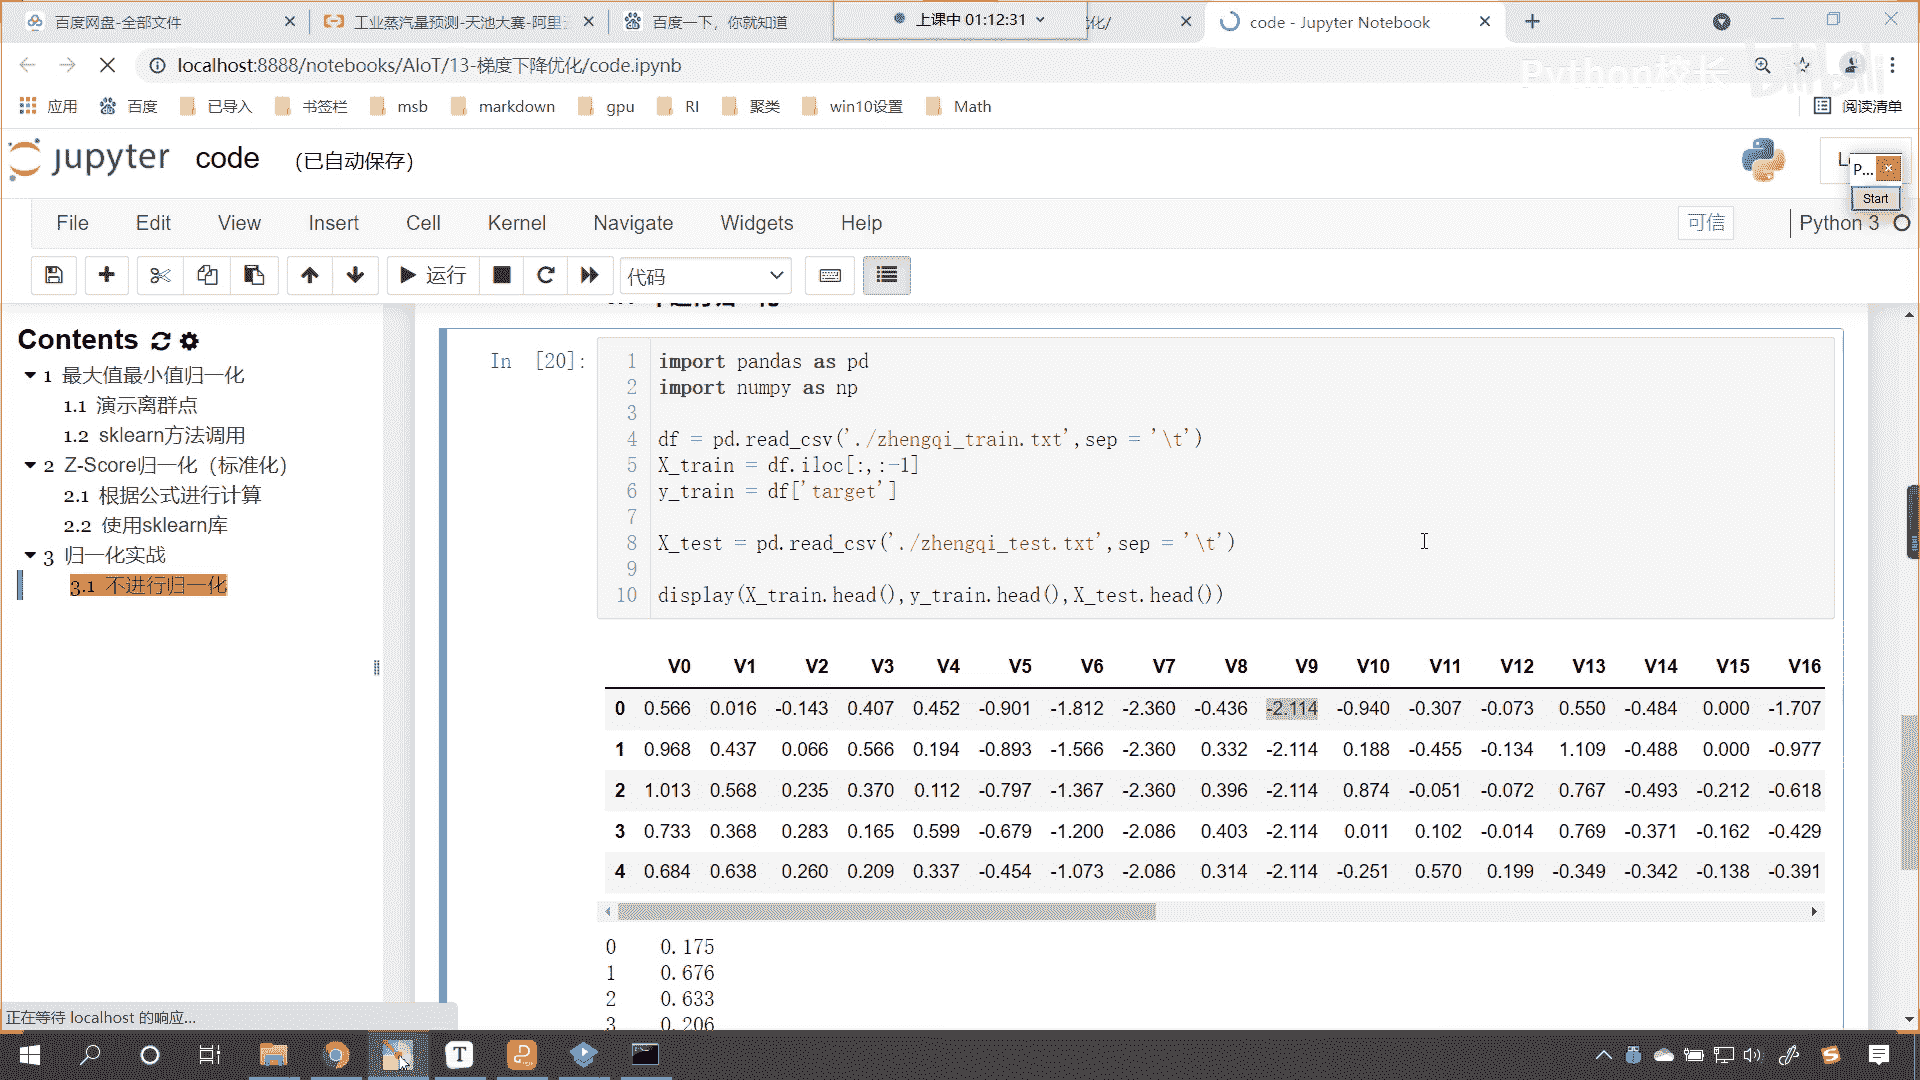 百度网盘-全部文件
工业蒸汽量预测-天池大赛-阿里
百度一下，你就知道
上课中 01:12:31
优化/
code - Jupyter Notebook
localhost:8888/notebooks/AIoT/13-梯度下降优化/code.ipynb
Python校长
bilibili
应用
百度
已导入
书签栏
msb
markdown
gpu
RI
聚类
win10设置
Math
阅读清单
jupyter code (已自动保存)
P...
Start
File Edit View Insert Cell Kernel Navigate Widgets Help
可信
Python 3
运行
代码
Contents
1 最大值最小值归一化
1.1 演示离群点
1.2 sklearn方法调用
2 Z-Score归一化（标准化）
2.1 根据公式进行计算
2.2 使用sklearn库
3 归一化实战
3.1 不进行归一化
In [20]:
1 import pandas as pd
2 import numpy as np
3
4 df = pd.read_csv('./zhengqi_train.txt',sep = '\t')
5 X_train = df.iloc[:,:-1]
6 y_train = df['target']
7
8 X_test = pd.read_csv('./zhengqi_test.txt',sep = '\t')
9
10 display(X_train.head(),y_train.head(),X_test.head())
V0 V1 V2 V3 V4 V5 V6 V7 V8 V9 V10 V11 V12 V13 V14 V15 V16
0 0.566 0.016 -0.143 0.407 0.452 -0.901 -1.812 -2.360 -0.436 -2.114 -0.940 -0.307 -0.073 0.550 -0.484 0.000 -1.707
1 0.968 0.437 0.066 0.566 0.194 -0.893 -1.566 -2.360 0.332 -2.114 0.188 -0.455 -0.134 1.109 -0.488 0.000 -0.977
2 1.013 0.568 0.235 0.370 0.112 -0.797 -1.367 -2.360 0.396 -2.114 0.874 -0.051 -0.072 0.767 -0.493 -0.212 -0.618
3 0.733 0.368 0.283 0.165 0.599 -0.679 -1.200 -2.086 0.403 -2.114 0.011 0.102 -0.014 0.769 -0.371 -0.162 -0.429
4 0.684 0.638 0.260 0.209 0.337 -0.454 -1.073 -2.086 0.314 -2.114 -0.251 0.570 0.199 -0.349 -0.342 -0.138 -0.391
0 0.175
1 0.676
2 0.633
3 0.206
正在等待 localhost 的响应...